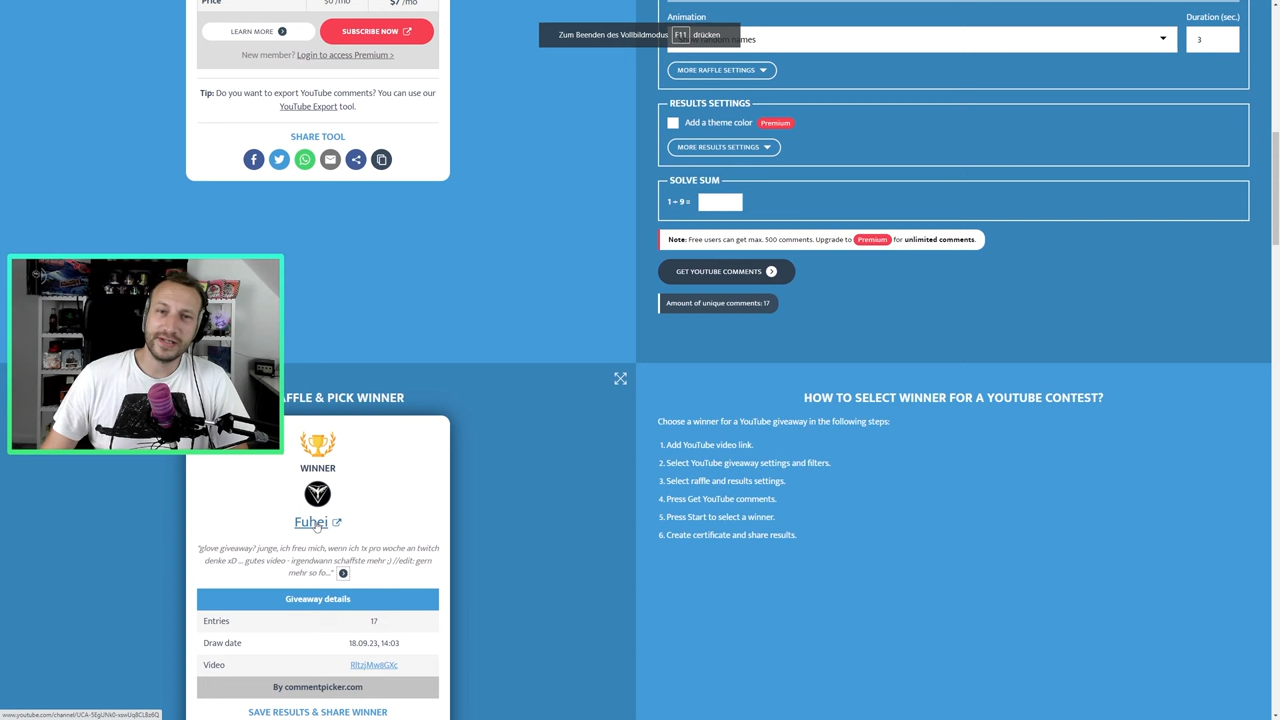 Price $0 /mo $7 /mo
LEARN MORE
SUBSCRIBE NOW
New member? Login to access Premium >
Tip: Do you want to export YouTube comments? You can use our
YouTube Export tool.
SHARE TOOL
Zum Beenden des Vollbildmodus F11 drücken
Animation
names
Duration (sec.)
3
MORE RAFFLE SETTINGS
RESULTS SETTINGS
Add a theme color Premium
MORE RESULTS SETTINGS
SOLVE SUM
1 + 9 =
Note: Free users can get max. 500 comments. Upgrade to Premium for unlimited comments.
GET YOUTUBE COMMENTS
Amount of unique comments: 17
AFFLE & PICK WINNER
WINNER
Fuhei
"glove giveaway? junge, ich freu mich, wenn ich 1x pro woche an twitch
denke xD ... gutes video - irgendwann schaffste mehr ;) //edit: gern
mehr so fo..."
Giveaway details
Entries 17
Draw date 18.09.23, 14:03
Video RltzjMw8GXc
By commentpicker.com
SAVE RESULTS & SHARE WINNER
HOW TO SELECT WINNER FOR A YOUTUBE CONTEST?
Choose a winner for a YouTube giveaway in the following steps:
1. Add YouTube video link.
2. Select YouTube giveaway settings and filters.
3. Select raffle and results settings.
4. Press Get YouTube comments.
5. Press Start to select a winner.
6. Create certificate and share results.